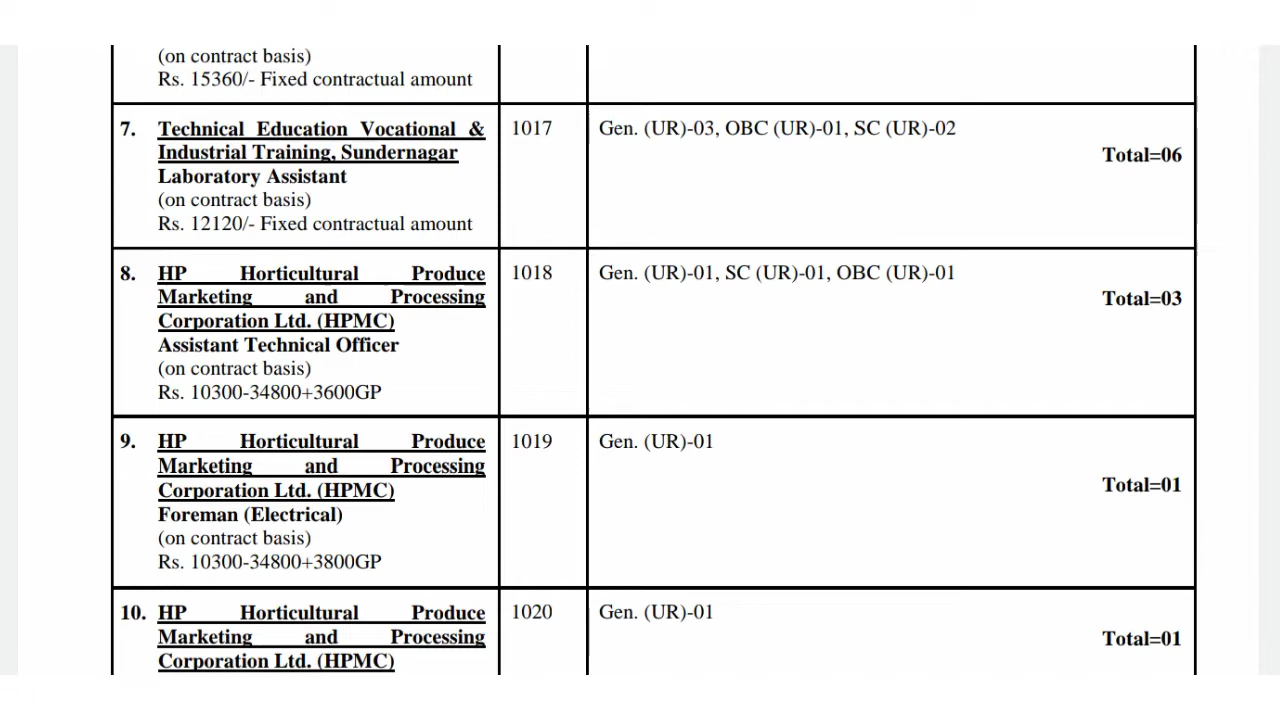 (on contract basis)
Rs. 15360/- Fixed contractual amount
7. Technical Education Vocational & 1017 Gen. (UR)-03, OBC (UR)-01, SC (UR)-02
Industrial Training, Sundernagar Total=06
Laboratory Assistant
(on contract basis)
Rs. 12120/- Fixed contractual amount
8. HP Horticultural Produce 1018 Gen. (UR)-01, SC (UR)-01, OBC (UR)-01
Marketing and Processing Total=03
Corporation Ltd. (HPMC)
Assistant Technical Officer
(on contract basis)
Rs. 10300-34800+3600GP
9. HP Horticultural Produce 1019 Gen. (UR)-01
Marketing and Processing
Corporation Ltd. (HPMC) Total=01
Foreman (Electrical)
(on contract basis)
Rs. 10300-34800+3800GP
10. HP Horticultural Produce 1020 Gen. (UR)-01
Marketing and Processing Total=01
Corporation Ltd. (HPMC)